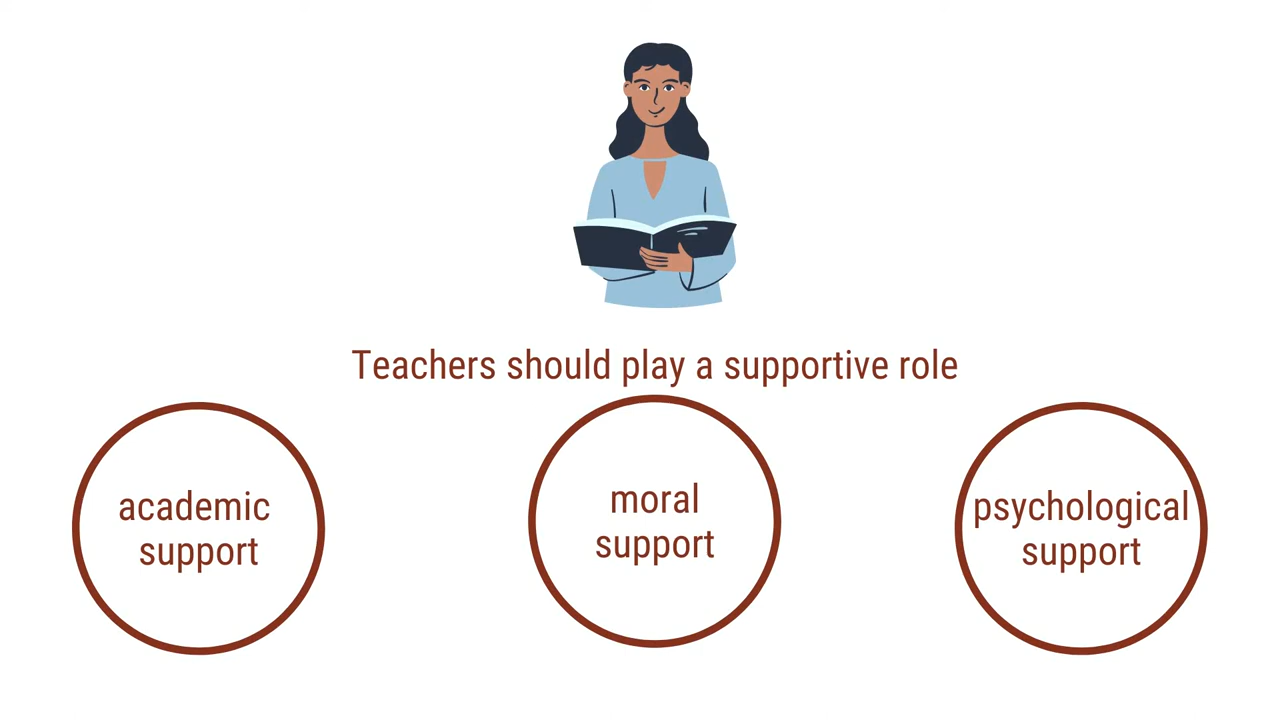 Teachers should play a supportive role
academic
support
moral
support
psychological
support